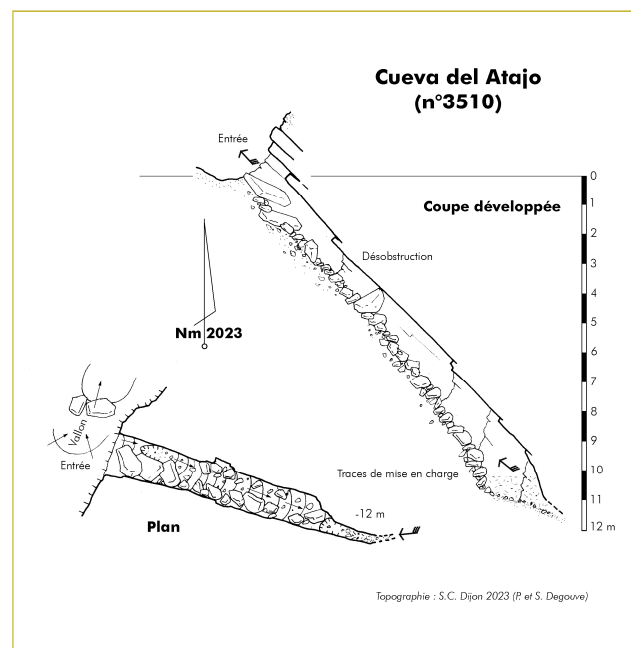 Cueva del Atajo
(n°3510)
Entrée
0
Coupe développée
1
2
Désobstruction
3
4
5
Nm 2023
6
7
8
Vallon
9
Entrée
Traces de mise en charge
10
11
-12 m
12 m
Plan
Topographie : S.C. Dijon 2023 (P. et S. Degouve)